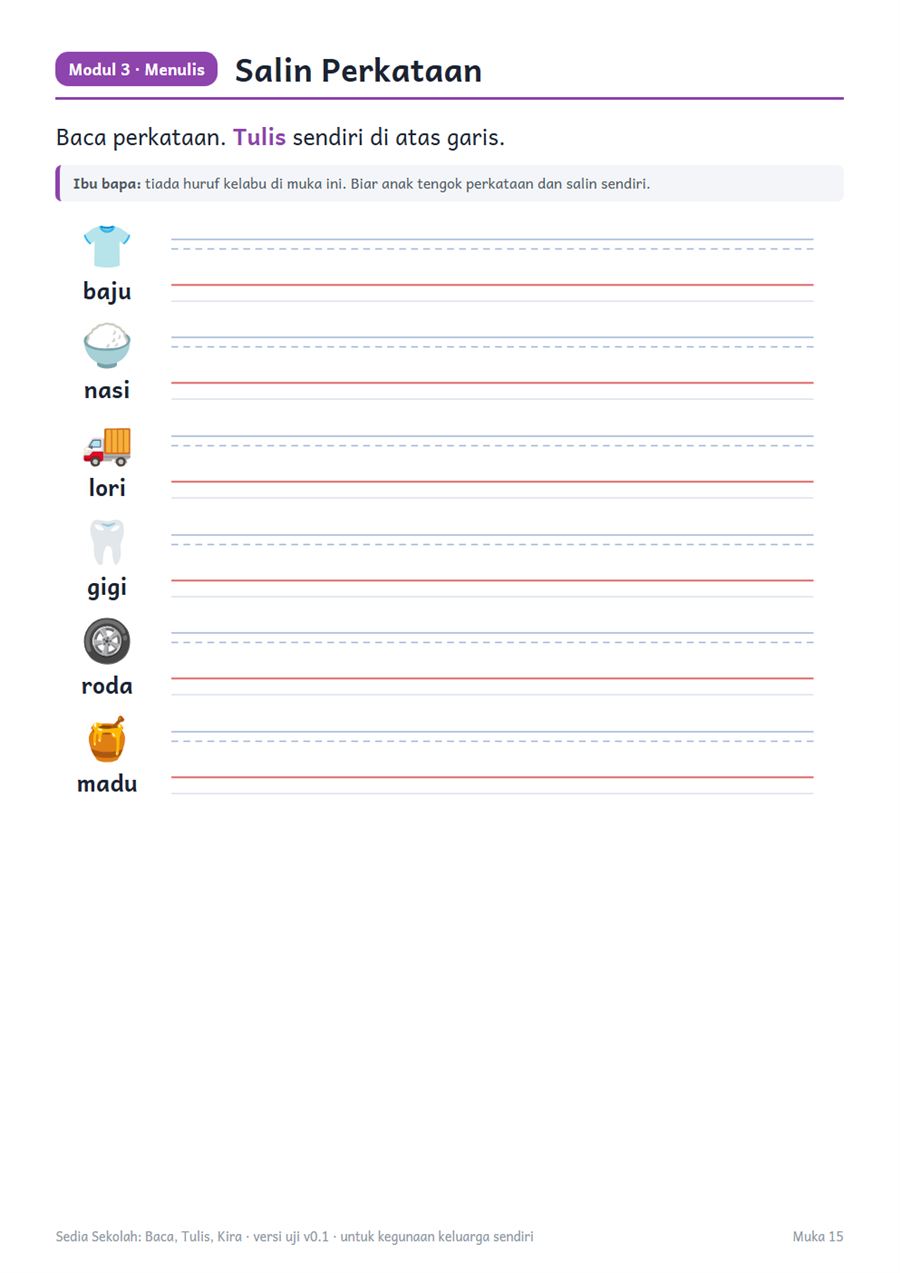 Modul 3 · Menulis Salin Perkataan
Baca perkataan. Tulis sendiri di atas garis.
Ibu bapa: tiada huruf kelabu di muka ini. Biar anak tengok perkataan dan salin sendiri.
baju
nasi
lori
gigi
roda
madu
Sedia Sekolah: Baca, Tulis, Kira · versi uji v0.1 · untuk kegunaan keluarga sendiri Muka 15